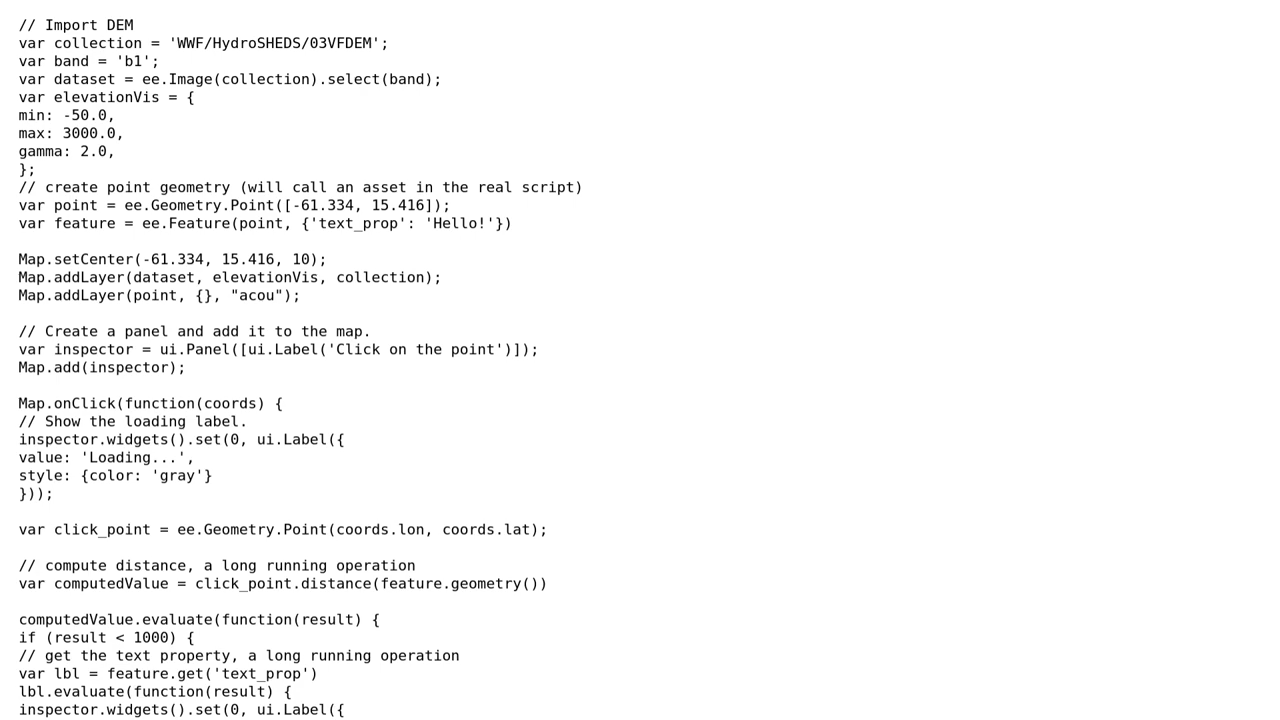 // Import DEM
var collection = 'WWF/HydroSHEDS/03VFDEM';
var band = 'b1';
var dataset = ee.Image(collection).select(band);
var elevationVis = {
min: -50.0,
max: 3000.0,
gamma: 2.0,
};
// create point geometry (will call an asset in the real script)
var point = ee.Geometry.Point([-61.334, 15.416]);
var feature = ee.Feature(point, {'text_prop': 'Hello!'})

Map.setCenter(-61.334, 15.416, 10);
Map.addLayer(dataset, elevationVis, collection);
Map.addLayer(point, {}, "acou");

// Create a panel and add it to the map.
var inspector = ui.Panel([ui.Label('Click on the point')]);
Map.add(inspector);

Map.onClick(function(coords) {
// Show the loading label.
inspector.widgets().set(0, ui.Label({
value: 'Loading...',
style: {color: 'gray'}
}));

var click_point = ee.Geometry.Point(coords.lon, coords.lat);

// compute distance, a long running operation
var computedValue = click_point.distance(feature.geometry())

computedValue.evaluate(function(result) {
if (result < 1000) {
// get the text property, a long running operation
var lbl = feature.get('text_prop')
lbl.evaluate(function(result) {
inspector.widgets().set(0, ui.Label({